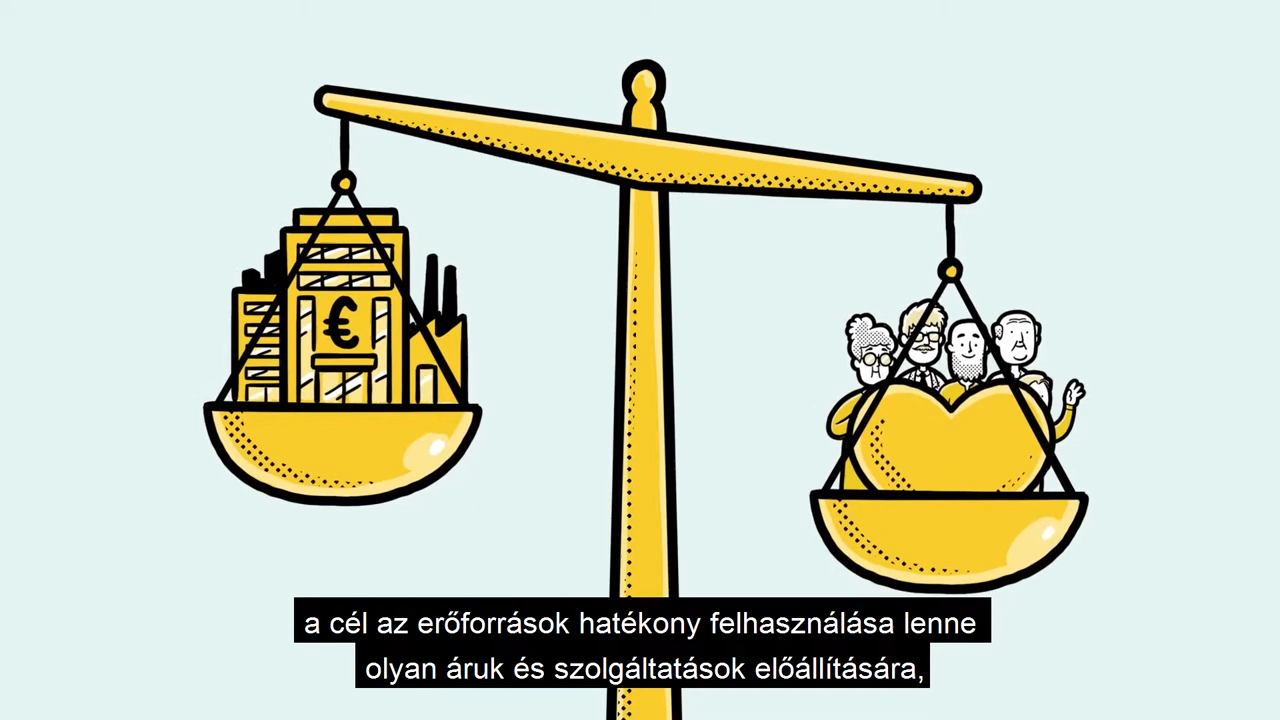 €
a cél az erőforrások hatékony felhasználása lenne
olyan áruk és szolgáltatások előállítására,